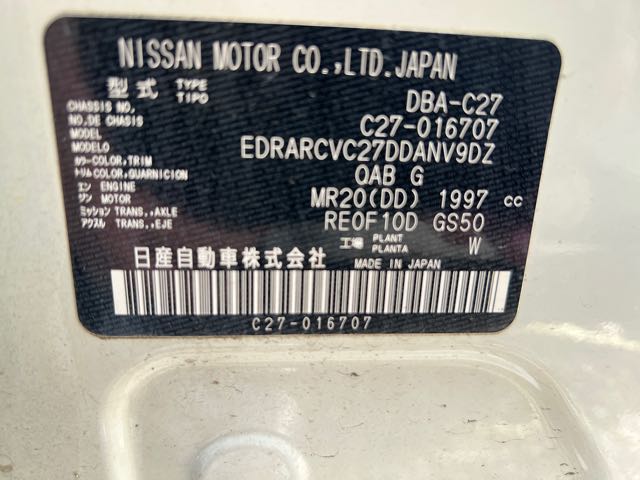 NISSAN MOTOR CO.,LTD.JAPAN
型式 TYPE TIPO DBA-C27
CHASSIS NO.
NO.DE CHASSIS C27-016707
MODEL EDRARCVC27DDANV9DZ
カラー COLOR, TRIM
トリム COLOR, GUARNICION QAB G
エン ENGINE
ジン MOTOR MR20(DD) 1997 cc
ミッション TRANS.,AXLE
アクスル TRANS.,EJE RE0F10D GS50
工場 PLANT PLANTA W
日産自動車株式会社 MADE IN JAPAN
C27-016707